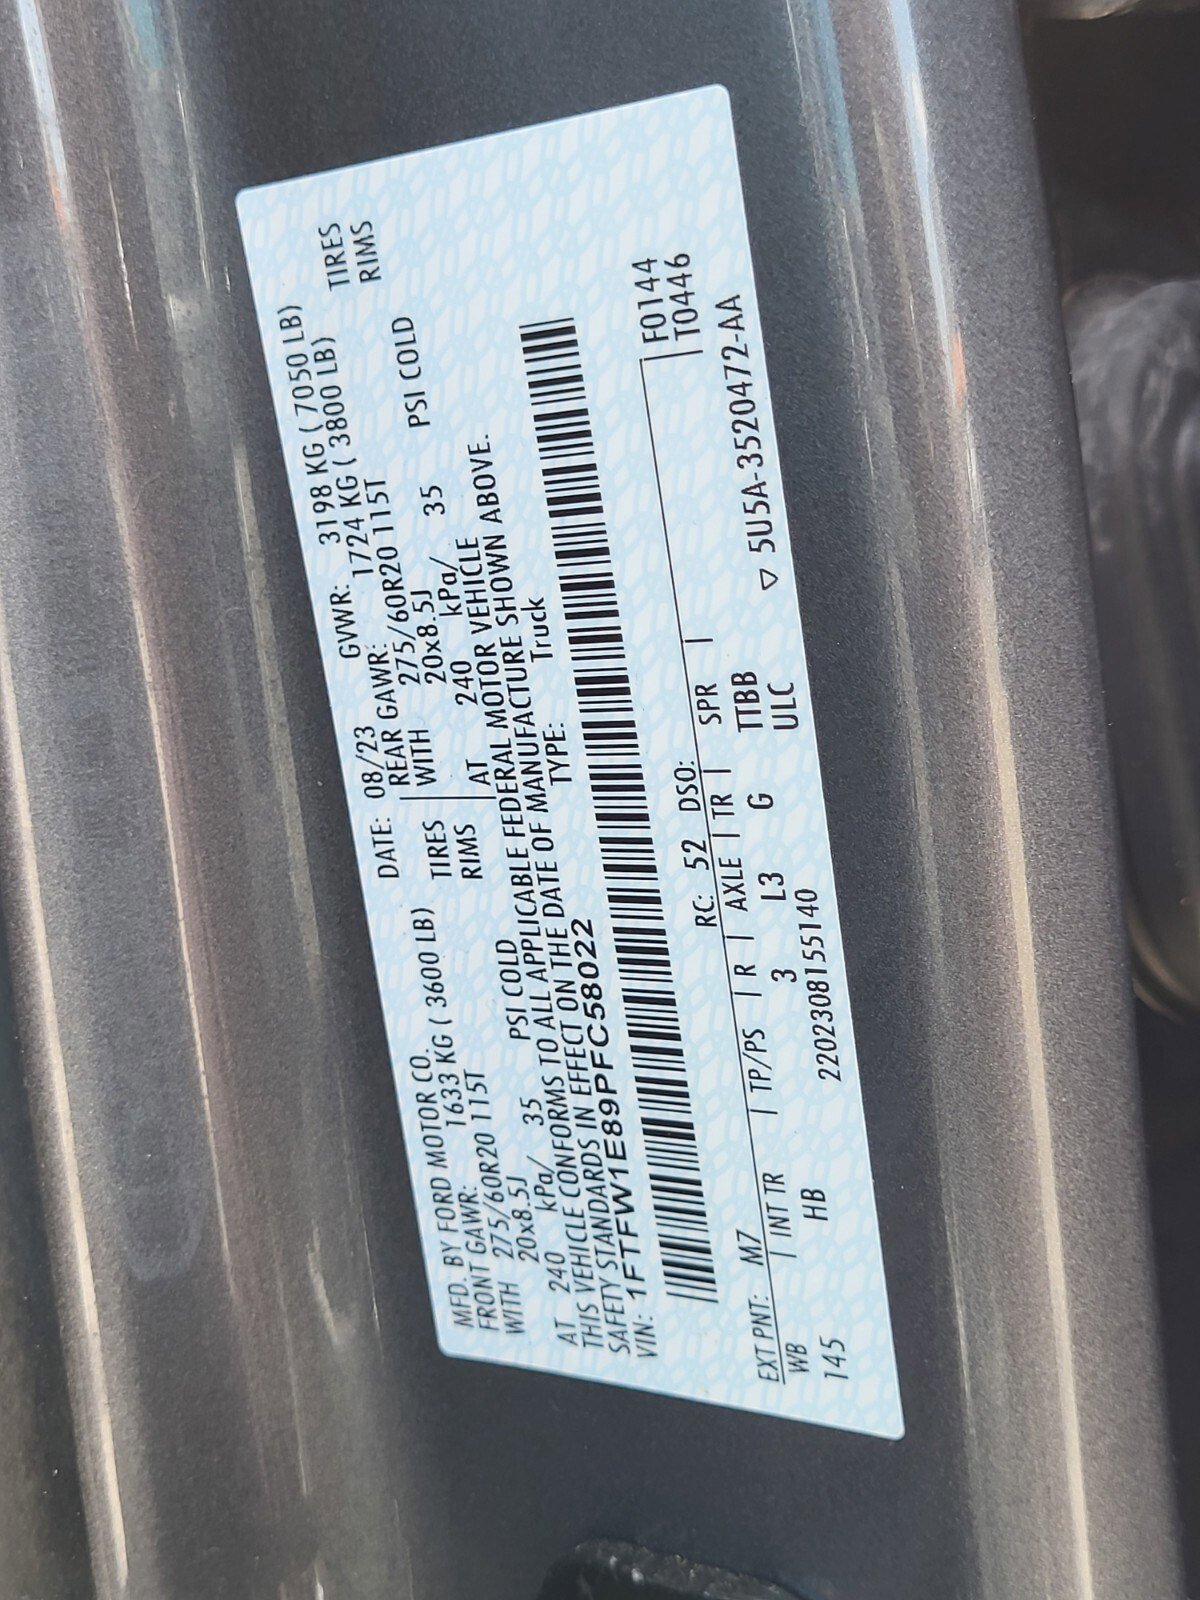 MFD. BY FORD MOTOR CO. DATE: 08/23 GVWR: 3198 KG ( 7050 LB)
FRONT GAWR: 1633 KG ( 3600 LB) REAR GAWR: 1724 KG ( 3800 LB)
WITH 275/60R20 115T TIRES WITH 275/60R20 115T TIRES
20x8.5J RIMS 20x8.5J RIMS
AT 240 kPa/ 35 PSI COLD AT 240 kPa/ 35 PSI COLD
THIS VEHICLE CONFORMS TO ALL APPLICABLE FEDERAL MOTOR VEHICLE
SAFETY STANDARDS IN EFFECT ON THE DATE OF MANUFACTURE SHOWN ABOVE.
VIN: 1FTFW1E89PFC58022 TYPE: Truck
F0144
T0446
EXT PNT: M7 RC: 52 DSO:
WB INT TR TP/PS R AXLE TR SPR
145 HB 3 L3 G TTBB
ULC
2202308155140 ▽ 5U5A-3520472-AA